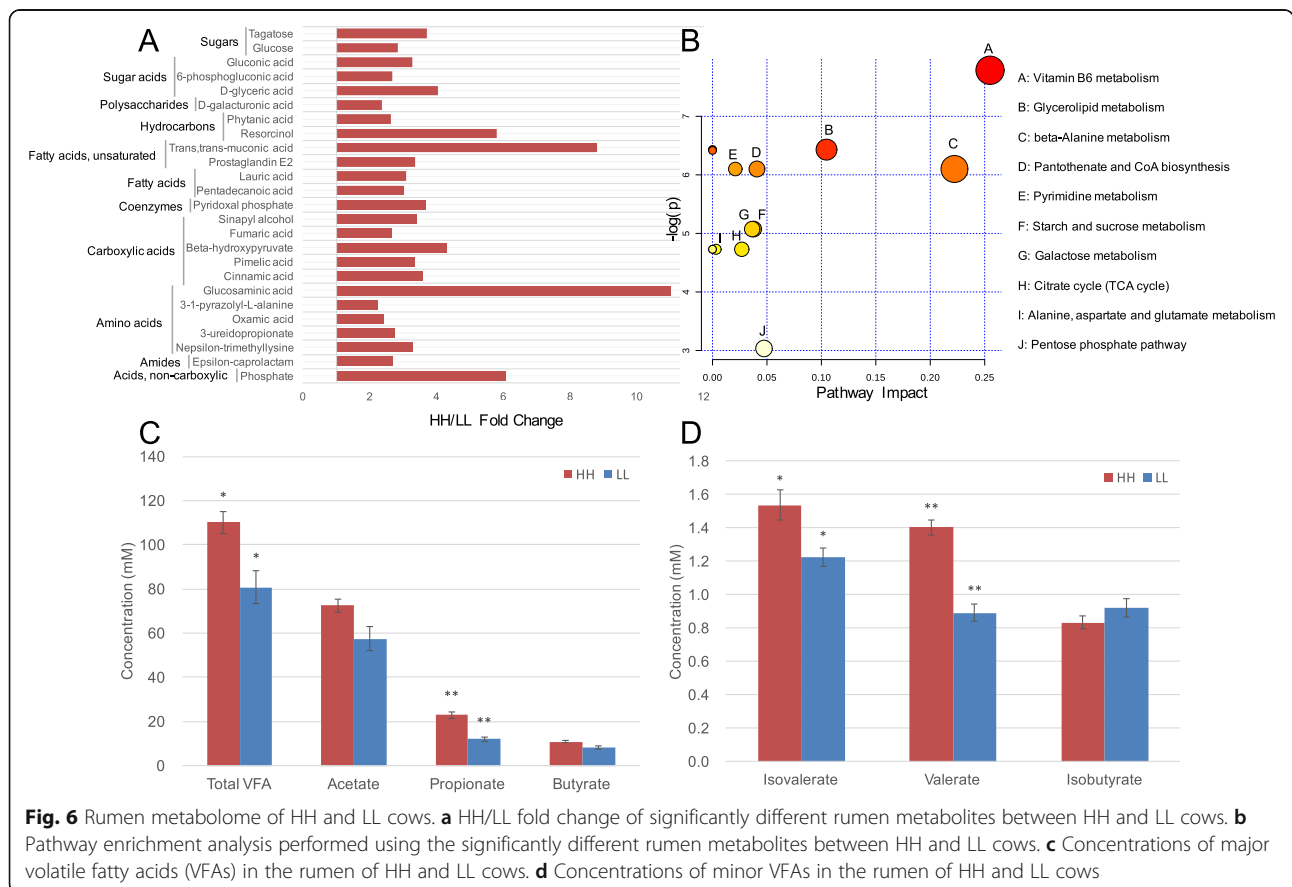 A
Sugars
Tagatose
Glucose
Sugar acids
Gluconic acid
6-phosphogluconic acid
D-glyceric acid
Polysaccharides
D-galacturonic acid
Hydrocarbons
Phytanic acid
Resorcinol
Fatty acids, unsaturated
Trans,trans-muconic acid
Prostaglandin E2
Fatty acids
Lauric acid
Pentadecanoic acid
Coenzymes
Pyridoxal phosphate
Carboxylic acids
Sinapyl alcohol
Fumaric acid
Beta-hydroxypyruvate
Pimelic acid
Cinnamic acid
Amino acids
Glucosaminic acid
3-1-pyrazolyl-L-alanine
Oxamic acid
3-ureidopropionate
Nepsilon-trimethyllysine
Amides
Epsilon-caprolactam
Acids, non-carboxylic
Phosphate
0 2 4 6 8 10 12
HH/LL Fold Change
B
-log(p)
7
6
5
4
3
A
B
C
D
E
G F
H
I
J
0.00 0.05 0.10 0.15 0.20 0.25
Pathway Impact
A: Vitamin B6 metabolism
B: Glycerolipid metabolism
C: beta-Alanine metabolism
D: Pantothenate and CoA biosynthesis
E: Pyrimidine metabolism
F: Starch and sucrose metabolism
G: Galactose metabolism
H: Citrate cycle (TCA cycle)
I: Alanine, aspartate and glutamate metabolism
J: Pentose phosphate pathway
C
HH LL
Concentration (mM)
140
120
100
80
60
40
20
0
* *
** **
Total VFA Acetate Propionate Butyrate
D
HH LL
Concentration (mM)
1.8
1.6
1.4
1.2
1.0
0.8
0.6
0.4
0.2
0.0
* *
** **
Isovalerate Valerate Isobutyrate
Fig. 6 Rumen metabolome of HH and LL cows. a HH/LL fold change of significantly different rumen metabolites between HH and LL cows. b
Pathway enrichment analysis performed using the significantly different rumen metabolites between HH and LL cows. c Concentrations of major
volatile fatty acids (VFAs) in the rumen of HH and LL cows. d Concentrations of minor VFAs in the rumen of HH and LL cows